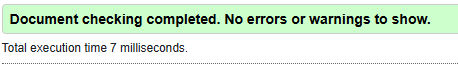 Document checking completed. No errors or warnings to show.
Total execution time 7 milliseconds.